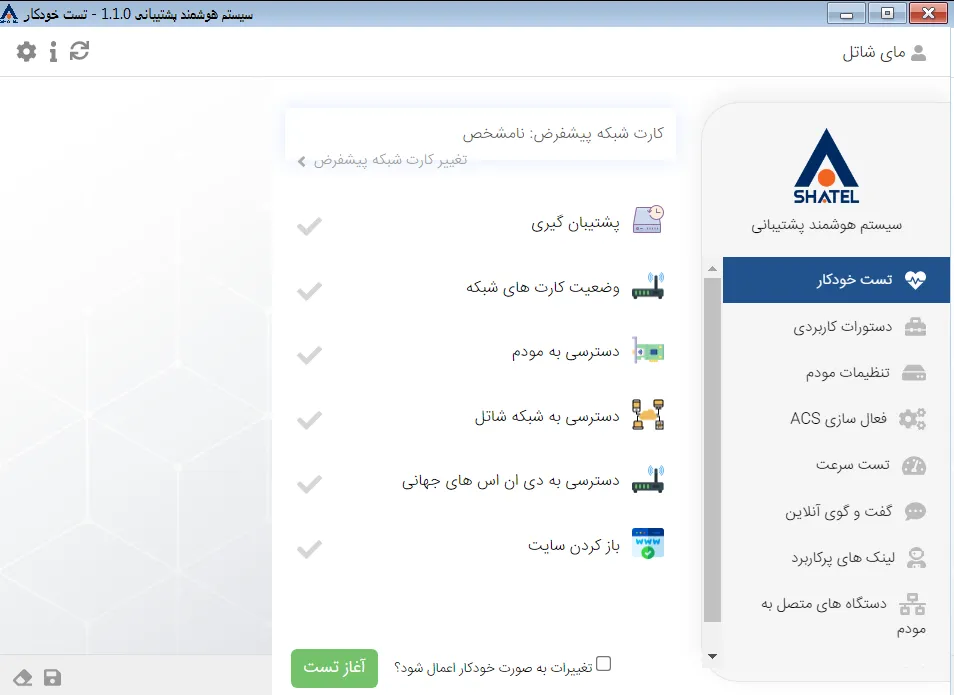 سیستم هوشمند پشتیبانی 1.1.0 - تست خودکار
مای شاتل
SHATEL
سیستم هوشمند پشتیبانی
تست خودکار
دستورات کاربردی
تنظیمات مودم
فعال سازی ACS
تست سرعت
گفت و گوی آنلاین
لینک های پرکاربرد
دستگاه های متصل به
مودم
کارت شبکه پیشفرض: نامشخص
تغییر کارت شبکه پیشفرض
پشتیبان گیری
وضعیت کارت های شبکه
دسترسی به مودم
دسترسی به شبکه شاتل
دسترسی به دی ان اس های جهانی
www
باز کردن سایت
تغییرات به صورت خودکار اعمال شود؟
آغاز تست